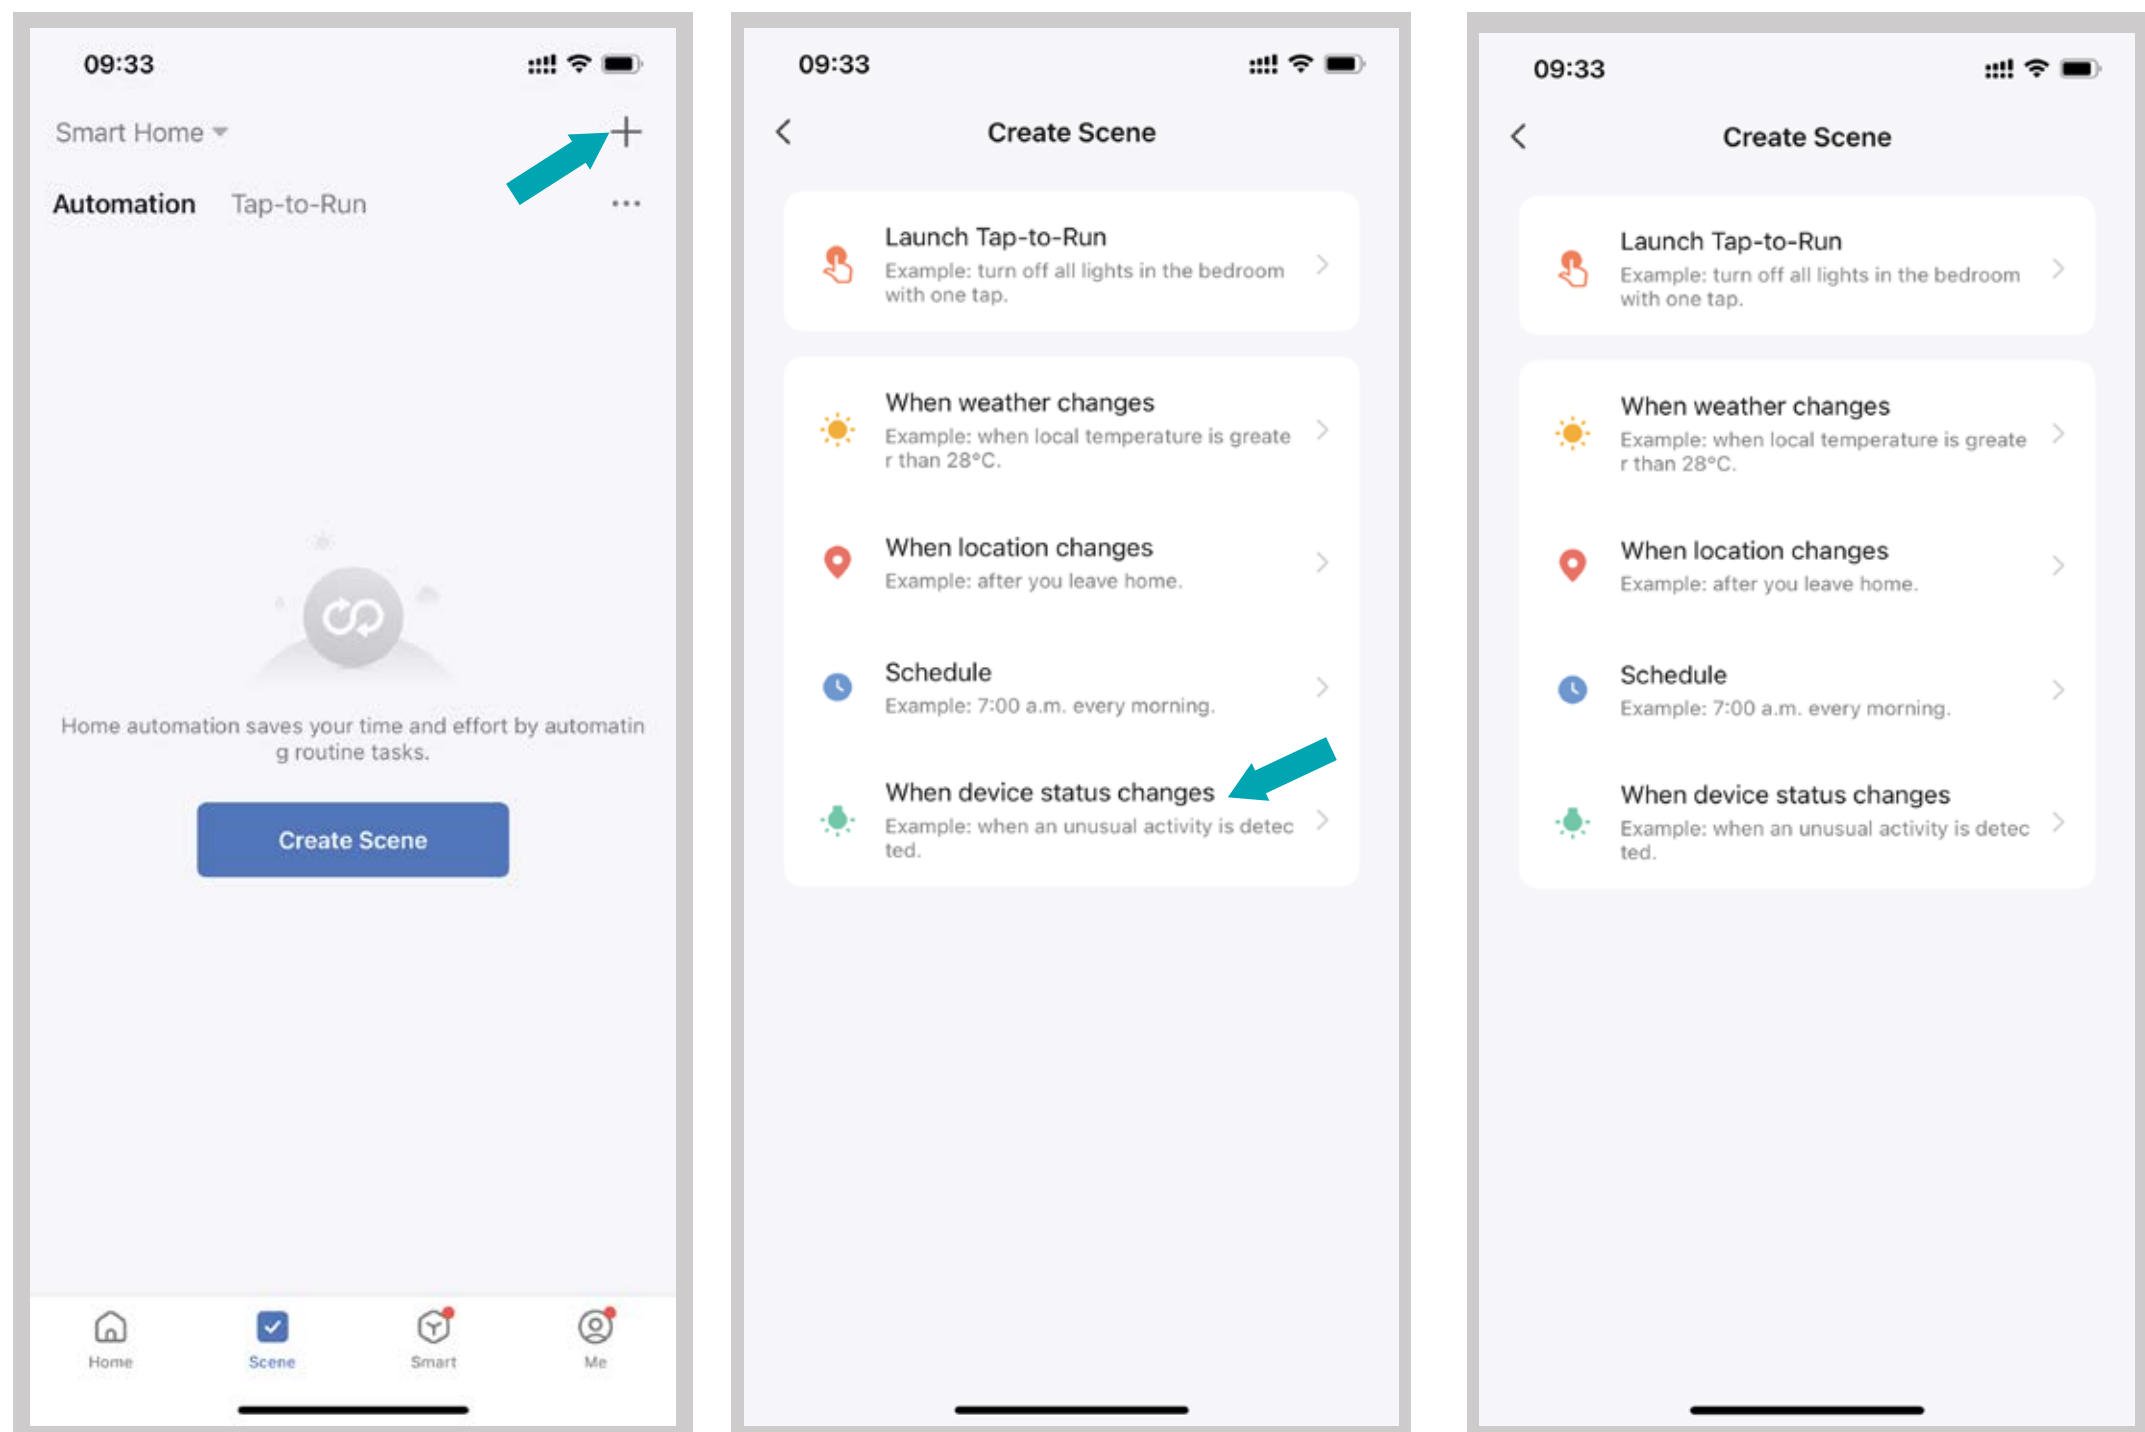 09:33
Smart Home
Automation Tap-to-Run
Home automation saves your time and effort by automatin
g routine tasks.
Create Scene
Home Scene Smart Me
09:33
Create Scene
Launch Tap-to-Run
Example: turn off all lights in the bedroom
with one tap.
When weather changes
Example: when local temperature is greate
r than 28°C.
When location changes
Example: after you leave home.
Schedule
Example: 7:00 a.m. every morning.
When device status changes
Example: when an unusual activity is detec
ted.
09:33
Create Scene
Launch Tap-to-Run
Example: turn off all lights in the bedroom
with one tap.
When weather changes
Example: when local temperature is greate
r than 28°C.
When location changes
Example: after you leave home.
Schedule
Example: 7:00 a.m. every morning.
When device status changes
Example: when an unusual activity is detec
ted.